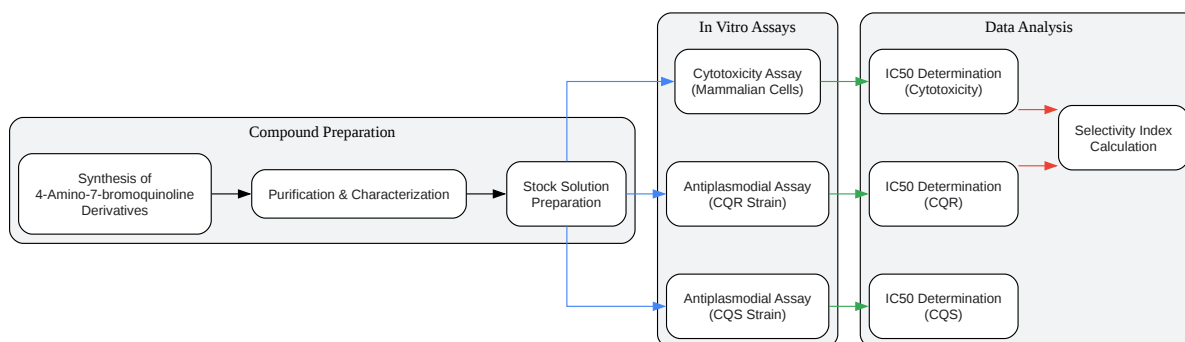 Compound Preparation
Synthesis of
4-Amino-7-bromoquinoline
Derivatives
Purification & Characterization
Stock Solution
Preparation
In Vitro Assays
Cytotoxicity Assay
(Mammalian Cells)
Antiplasmodial Assay
(CQR Strain)
Antiplasmodial Assay
(CQS Strain)
Data Analysis
IC50 Determination
(Cytotoxicity)
IC50 Determination
(CQR)
IC50 Determination
(CQS)
Selectivity Index
Calculation